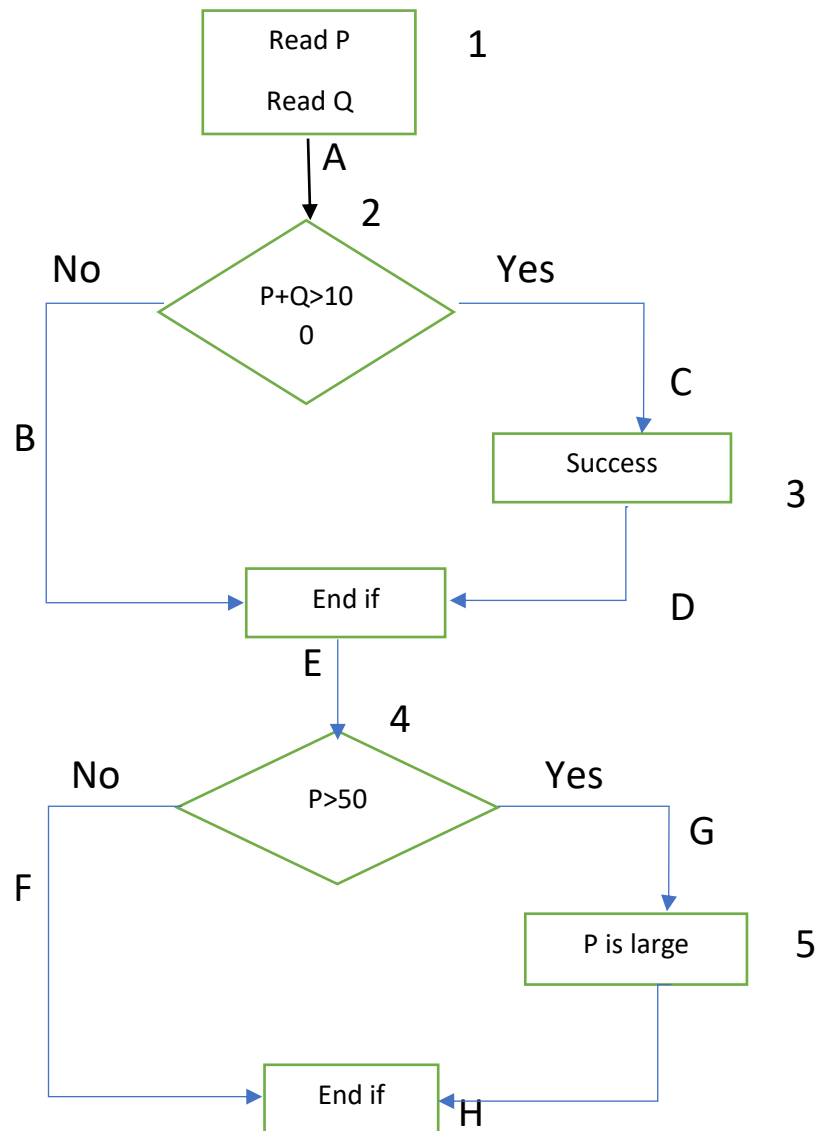 Read P
1
Read Q
A
2
No
Yes
P+Q>10
0
C
B
Success
3
End if
D
E
4
No
Yes
P>50
G
F
P is large
5
End if
H